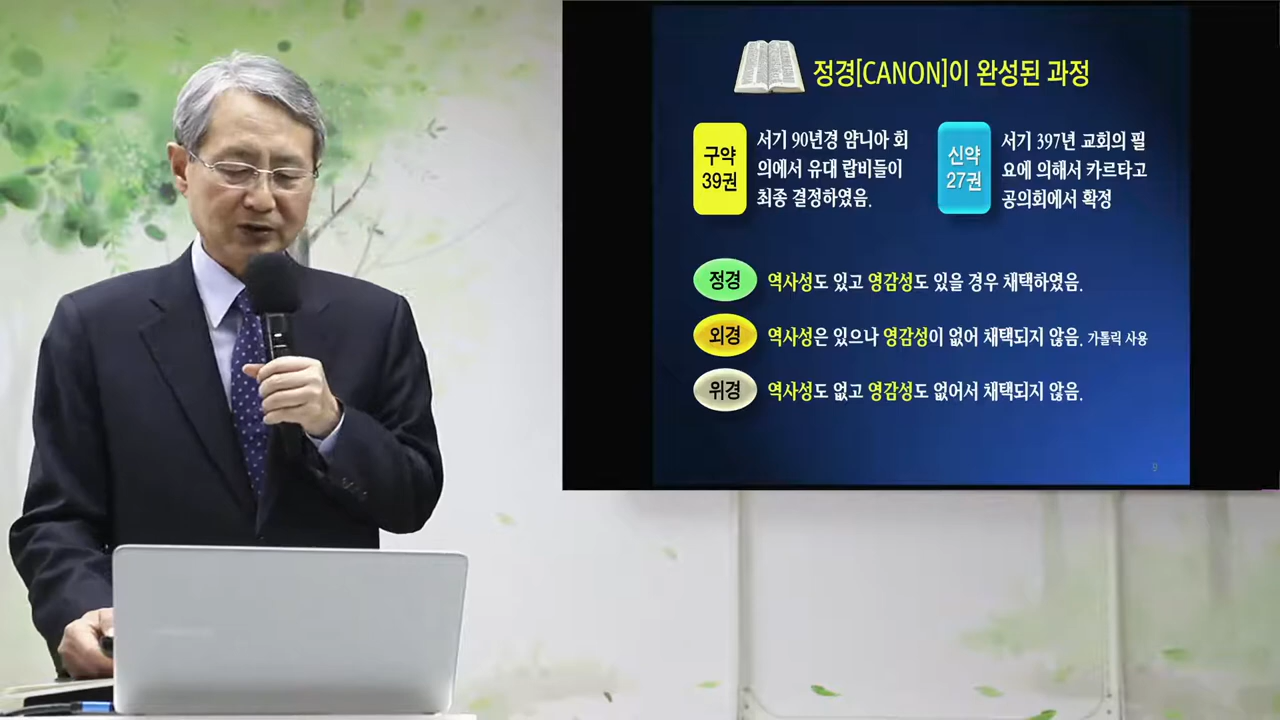 정경[CANON]이 완성된 과정
구약
39권
서기 90년경 얌니아 회
의에서 유대 랍비들이
최종 결정하였음.
신약
27권
서기 397년 교회의 필
요에 의해서 카르타고
공의회에서 확정
정경 역사성도 있고 영감성도 있을 경우 채택하였음.
외경 역사성은 있으나 영감성이 없어 채택되지 않음. 가톨릭 사용
위경 역사성도 없고 영감성도 없어서 채택되지 않음.
9